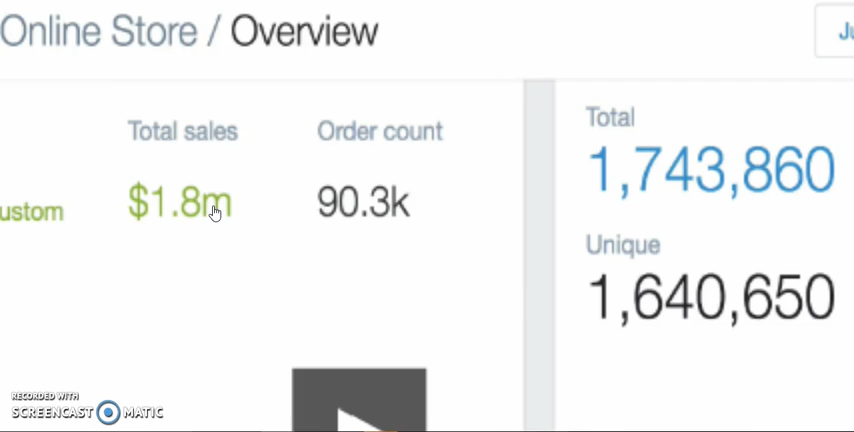 Online Store / Overview
Total sales
Order count
ustom
$1.8m
90.3k
Total
1,743,860
Unique
1,640,650
Ju
RECORDED WITH
SCREENCAST MATIC